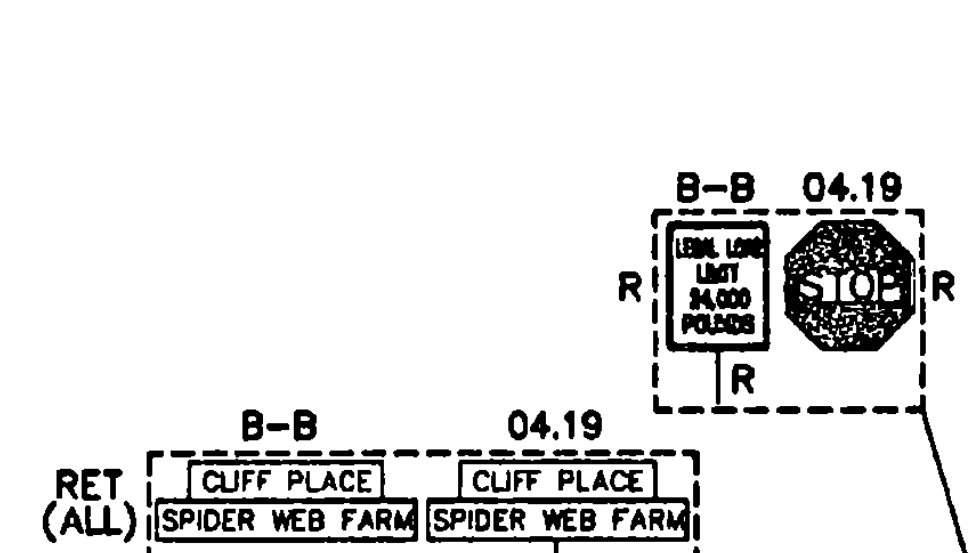 B-B 04.19
R LEGAL LOAD STOP R
LIMIT
POUNDS
R
B-B 04.19
RET CLIFF PLACE CLIFF PLACE
(ALL) SPIDER WEB FARM SPIDER WEB FARM